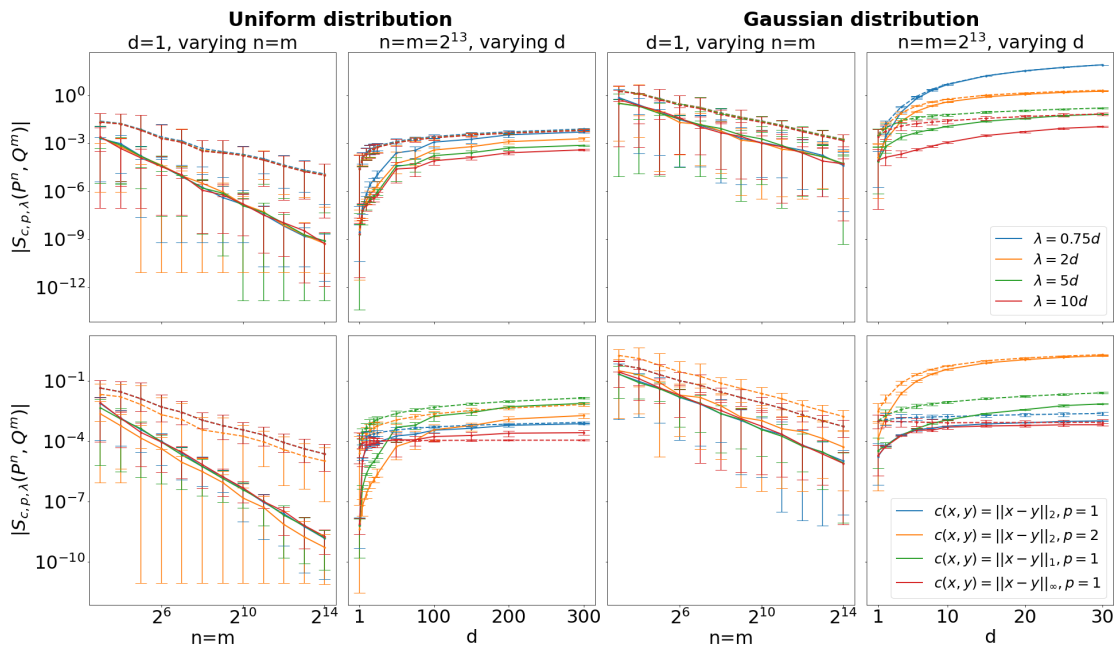 Uniform distribution
Gaussian distribution
d=1, varying n=m
n=m=2^13, varying d
d=1, varying n=m
n=m=2^13, varying d
|S_{c,p,λ}(P^n, Q^m)|
10^0
10^−3
10^−6
10^−9
10^−12
λ = 0.75d
λ = 2d
λ = 5d
λ = 10d
|S_{c,p,λ}(P^n, Q^m)|
10^−1
10^−4
10^−7
10^−10
c(x, y) = ||x − y||_2, p = 1
c(x, y) = ||x − y||_2, p = 2
c(x, y) = ||x − y||_1, p = 1
c(x, y) = ||x − y||_∞, p = 1
2^6 2^10 2^14
1 100 200 300
2^6 2^10 2^14
1 10 20 30
n=m
d
n=m
d